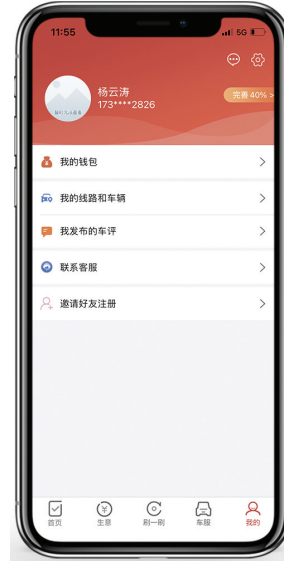 11:55
5G
杨云涛
173****2826
完善 40% >
我的钱包
我的线路和车辆
我发布的车评
联系客服
邀请好友注册
首页
生意
刷一刷
车服
我的